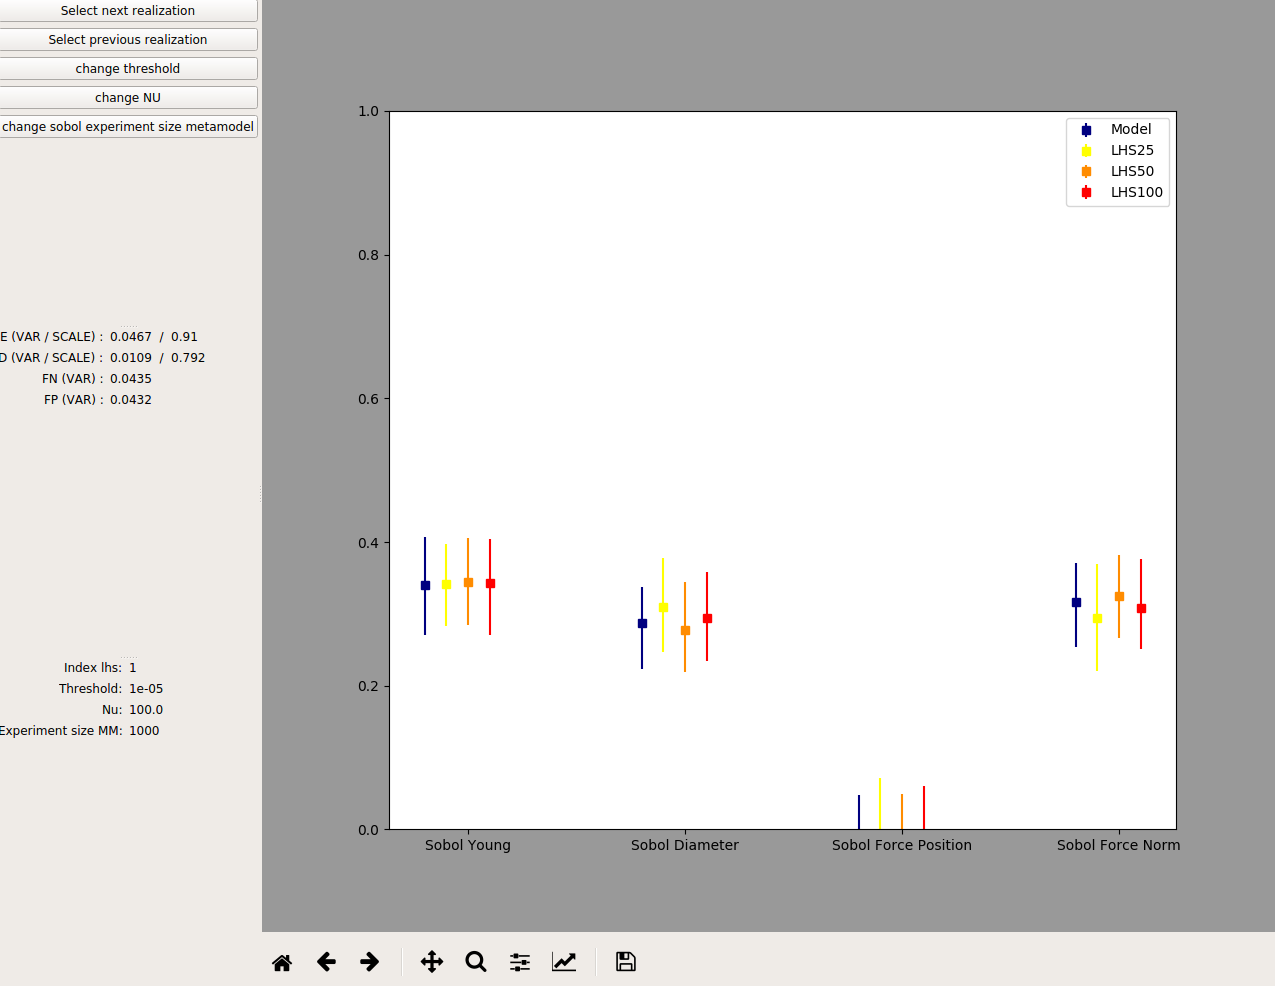 Select next realization
Select previous realization
change threshold
change NU
change sobol experiment size metamodel
E (VAR / SCALE) : 0.0467 / 0.91
D (VAR / SCALE) : 0.0109 / 0.792
FN (VAR) : 0.0435
FP (VAR) : 0.0432
Index lhs: 1
Threshold: 1e-05
Nu: 100.0
Experiment size MM: 1000
1.0
0.8
0.6
0.4
0.2
0.0
Model
LHS25
LHS50
LHS100
Sobol Young
Sobol Diameter
Sobol Force Position
Sobol Force Norm